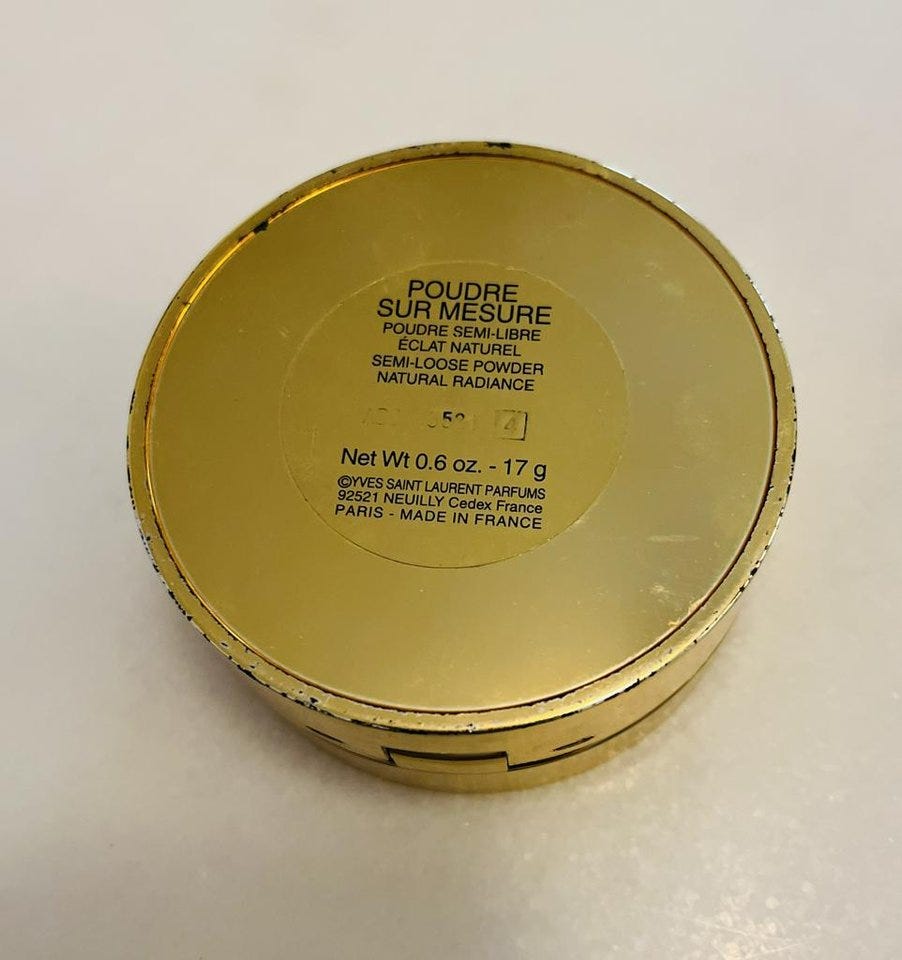 POUDRE
SUR MESURE
POUDRE SEMI-LIBRE
ÉCLAT NATUREL
SEMI-LOOSE POWDER
NATURAL RADIANCE
4
Net Wt 0.6 oz. - 17 g
©YVES SAINT LAURENT PARFUMS
92521 NEUILLY Cedex France
PARIS - MADE IN FRANCE